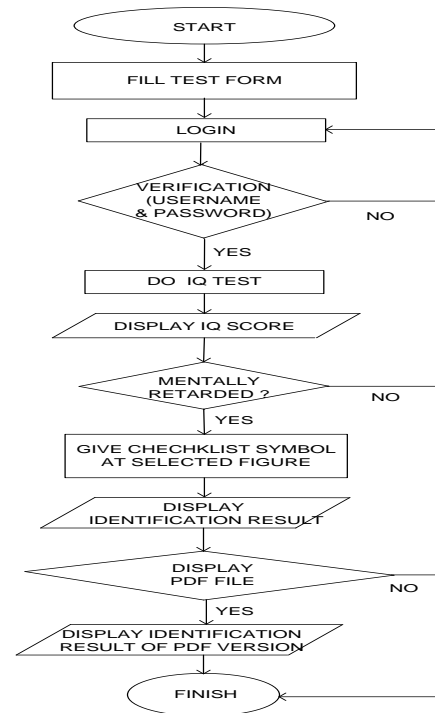 START
FILL TEST FORM
LOGIN
VERIFICATION
(USERNAME
& PASSWORD)
NO
YES
DO IQ TEST
DISPLAY IQ SCORE
MENTALLY
RETARDED ?
NO
YES
GIVE CHECHKLIST SYMBOL
AT SELECTED FIGURE
DISPLAY
IDENTIFICATION RESULT
DISPLAY
PDF FILE
NO
YES
DISPLAY IDENTIFICATION
RESULT OF PDF VERSION
FINISH